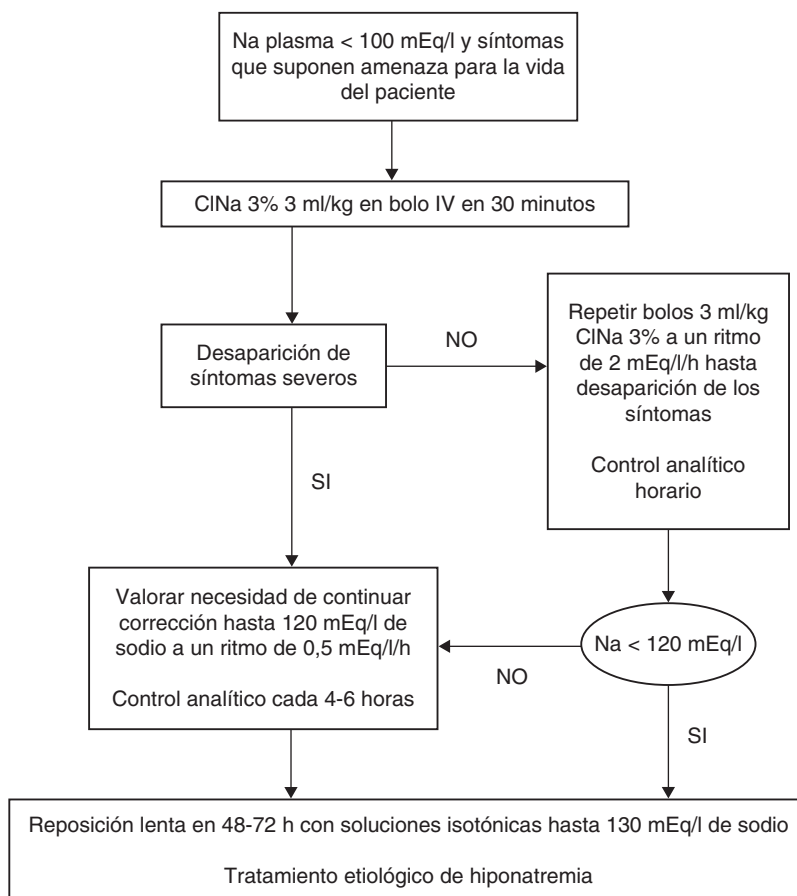 Na plasma < 100 mEq/l y síntomas
que suponen amenaza para la vida
del paciente
ClNa 3% 3 ml/kg en bolo IV en 30 minutos
Desaparición de
síntomas severos
NO
Repetir bolos 3 ml/kg
ClNa 3% a un ritmo
de 2 mEq/l/h hasta
desaparición de los
síntomas
Control analítico
horario
SI
Valorar necesidad de continuar
corrección hasta 120 mEq/l de
sodio a un ritmo de 0,5 mEq/l/h
Control analítico cada 4-6 horas
Na < 120 mEq/l
NO
SI
Reposición lenta en 48-72 h con soluciones isotónicas hasta 130 mEq/l de sodio
Tratamiento etiológico de hiponatremia